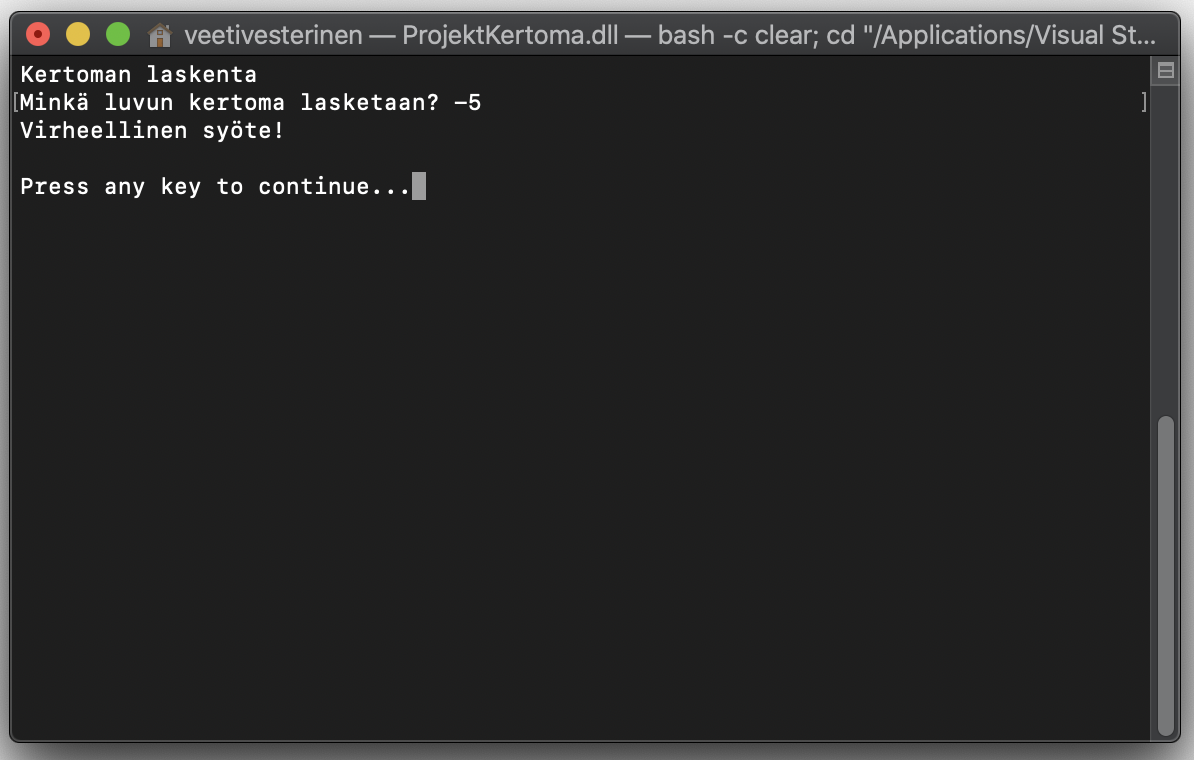 veetivesterinen — ProjektKertoma.dll — bash -c clear; cd "/Applications/Visual St...
Kertoman laskenta
[Minkä luvun kertoma lasketaan? -5 ]
Virheellinen syöte!
Press any key to continue...